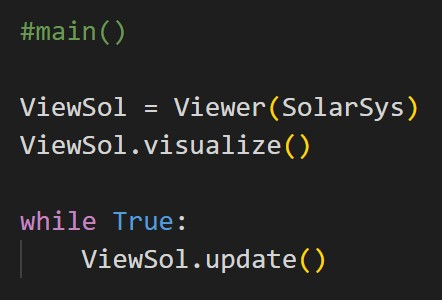 #main()
ViewSol = Viewer(SolarSys)
ViewSol.visualize()
while True:
    ViewSol.update()